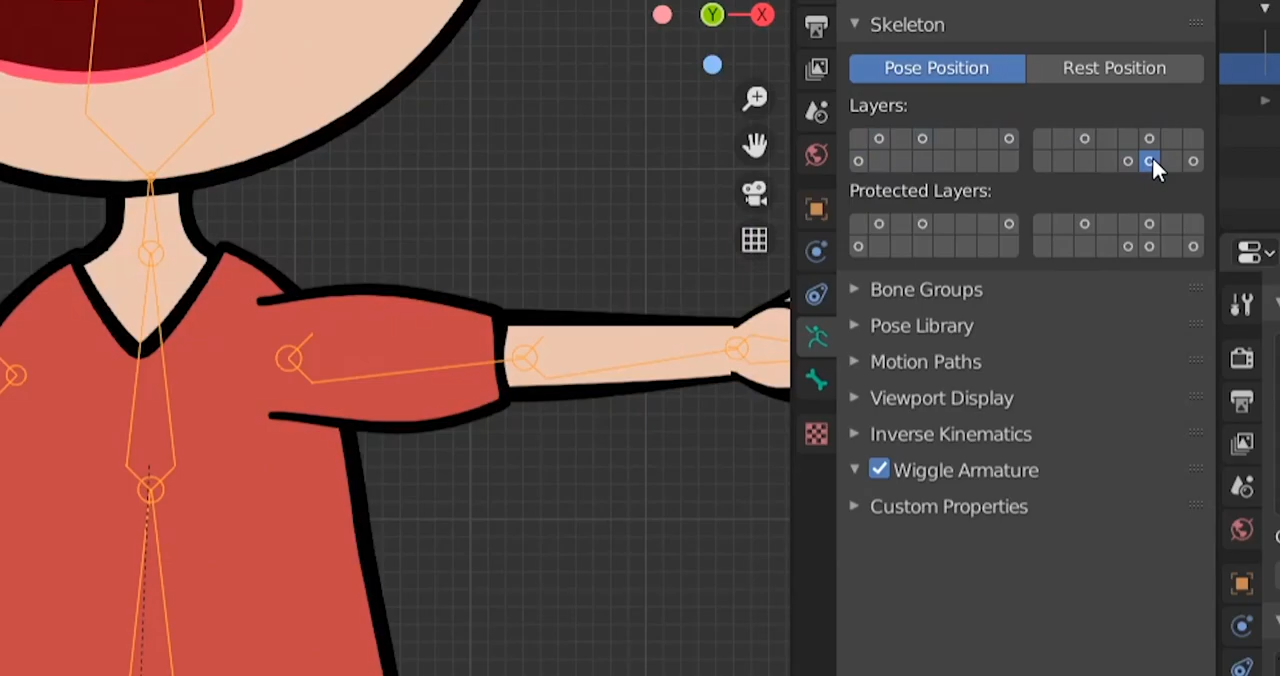 Y
X
Skeleton
Pose Position
Rest Position
Layers:
Protected Layers:
Bone Groups
Pose Library
Motion Paths
Viewport Display
Inverse Kinematics
Wiggle Armature
Custom Properties